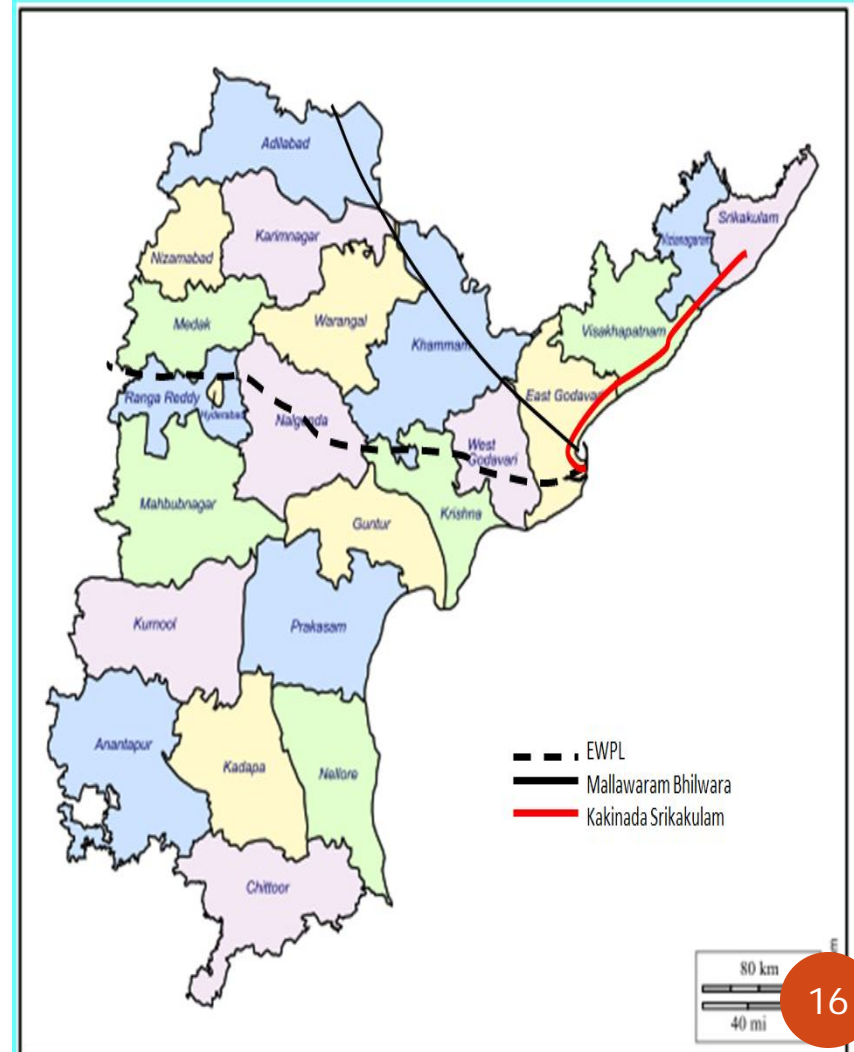 Adilabad
Srikakulam
Vizianagaram
Karimnagar
Nizamabad
Medak
Warangal
Visakhapatnam
Khammam
Ranga Reddy
Hyderabad
East Godavari
Nalgonda
West
Godavari
Mahbubnagar
Guntur
Krishna
Kurnool
Prakasam
Anantapur
Kadapa
Nellore
Chittoor
EWPL
Mallawaram Bhilwara
Kakinada Srikakulam
80 km
40 mi
16